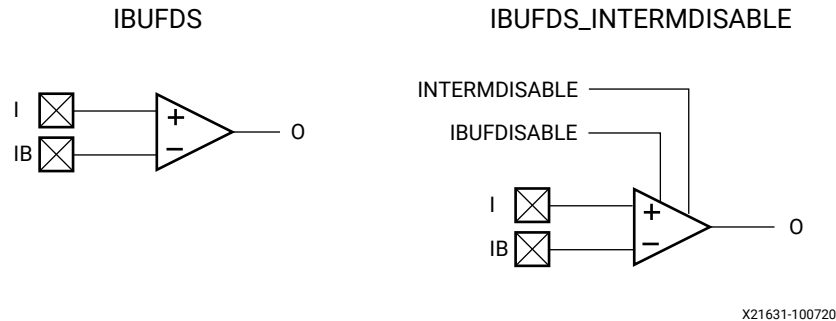 IBUFDS
IBUFDS_INTERMDISABLE
I
IB
+
−
O
INTERMDISABLE
IBUFDISABLE
I
IB
+
−
O
X21631-100720